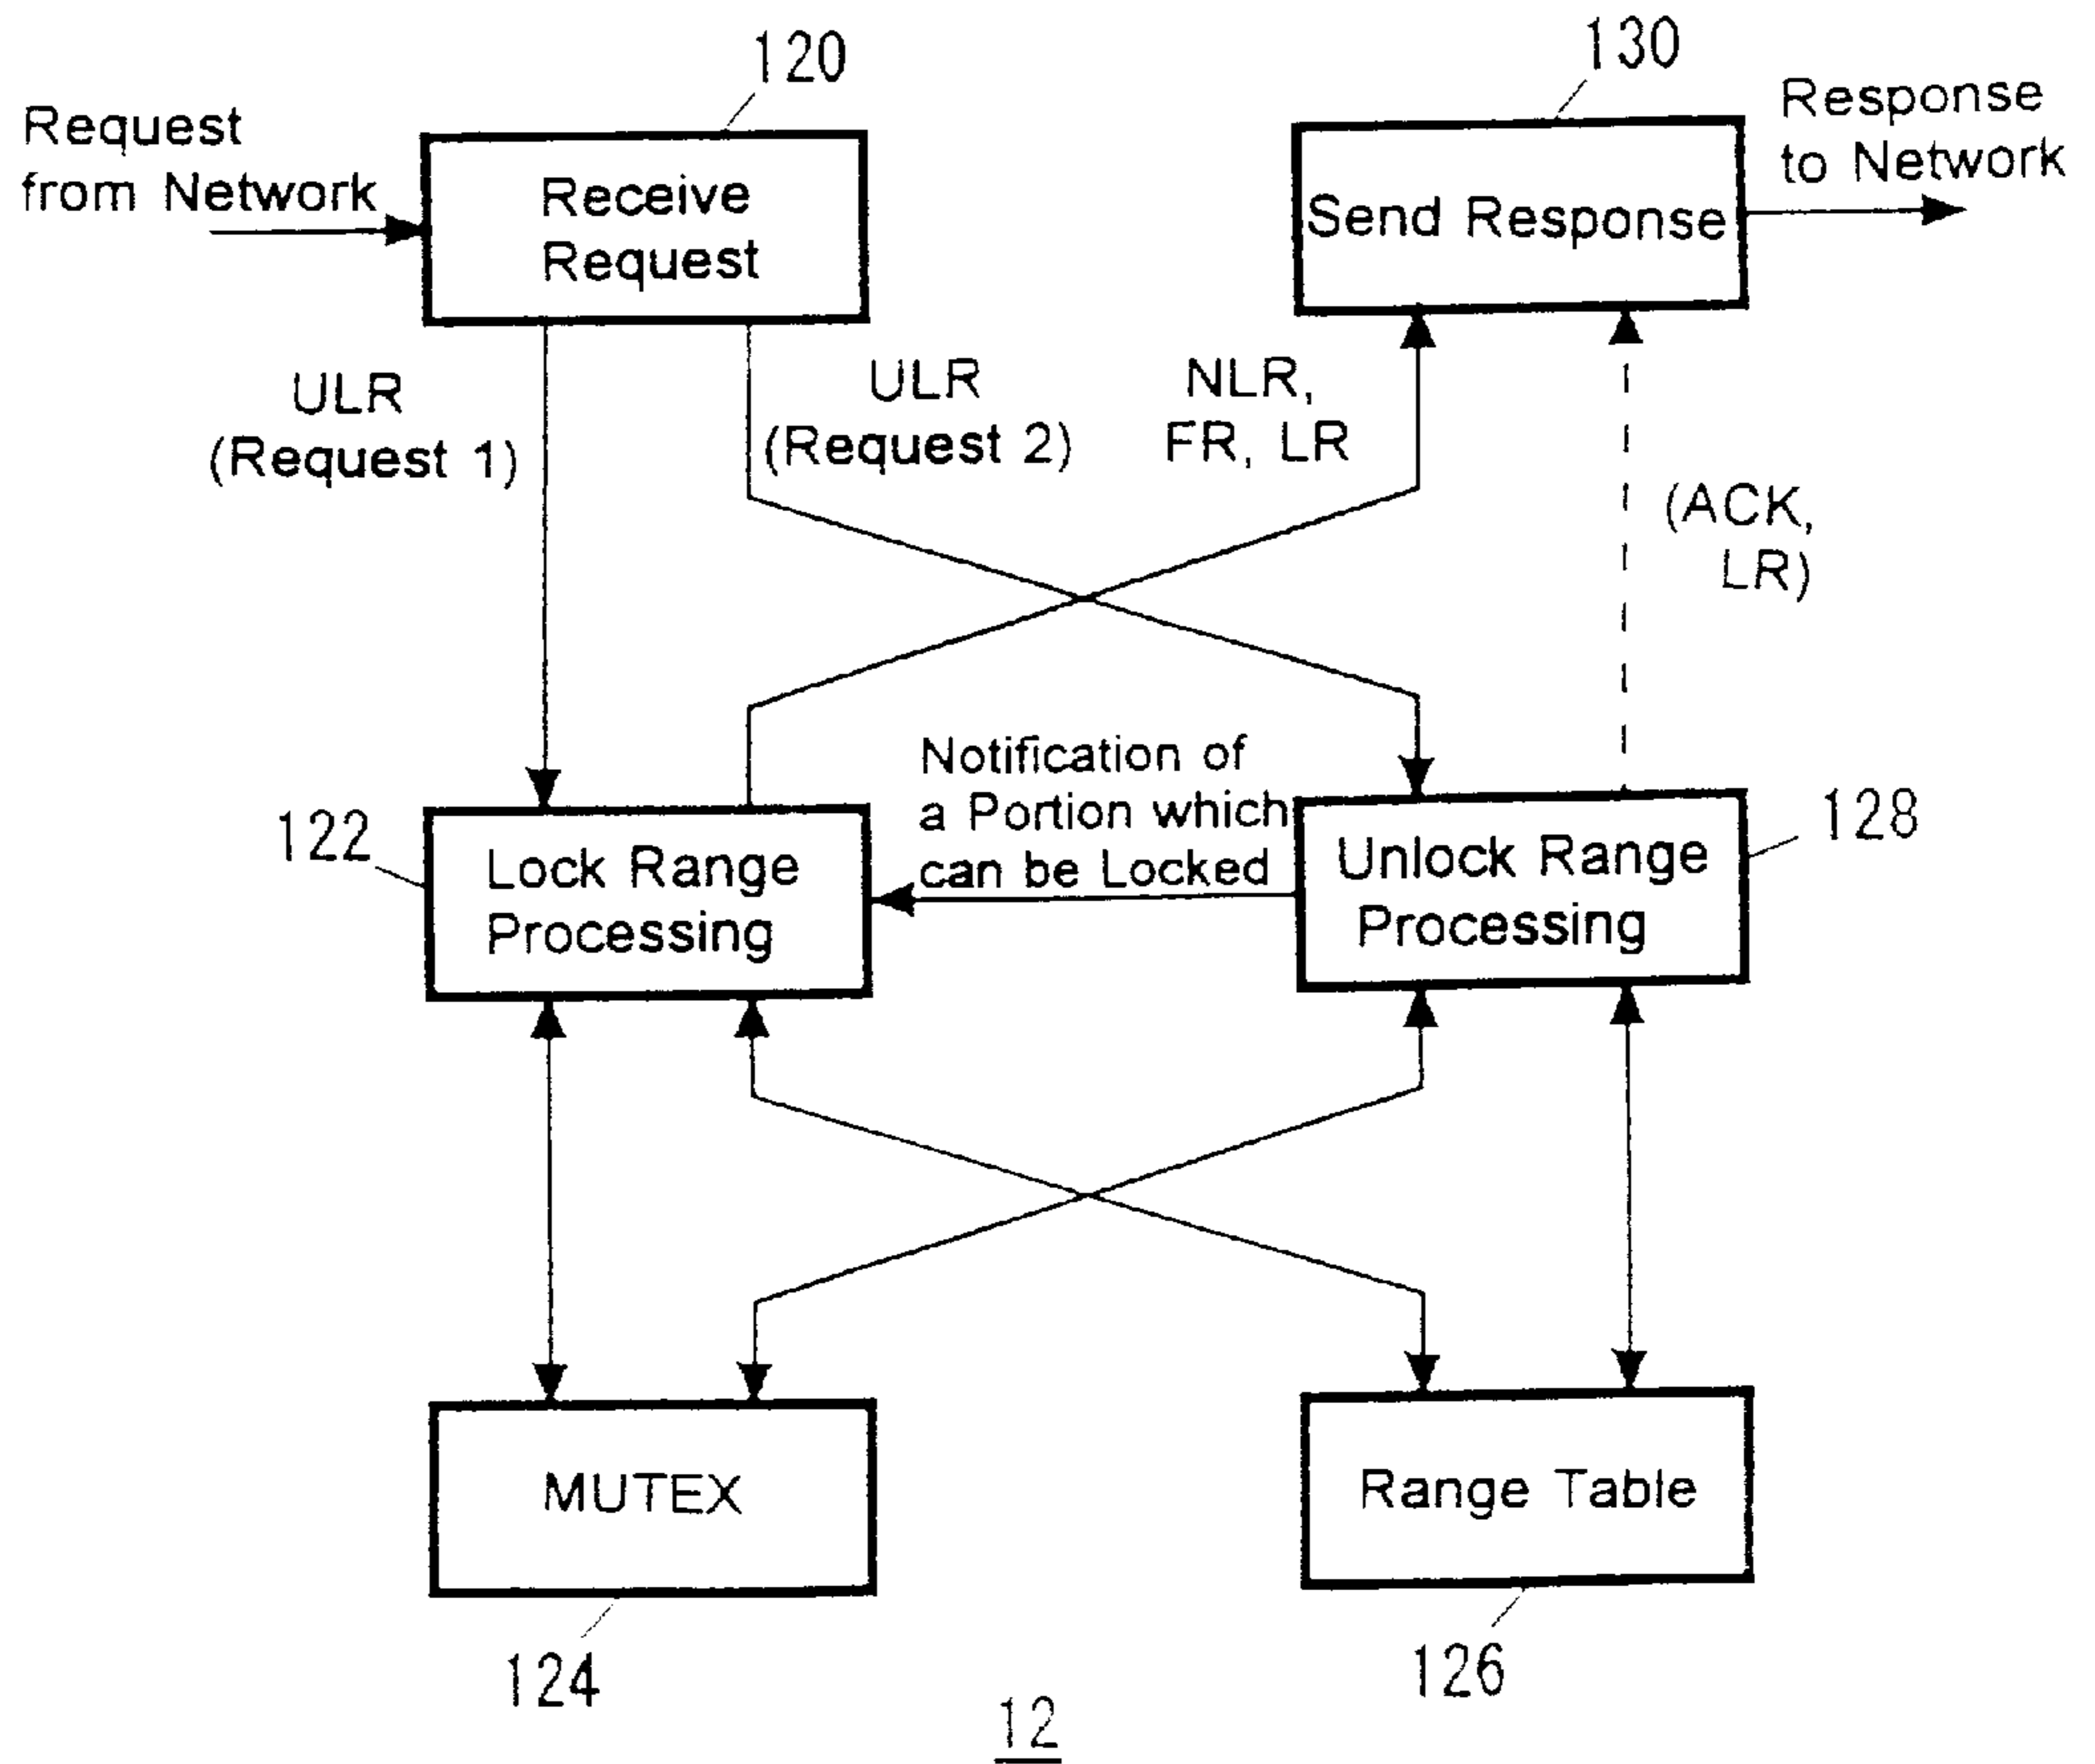 120
130
Request
from Network
Response
to Network
Receive
Request
Send Response
ULR
(Request 1)
ULR
(Request 2)
NLR,
FR, LR
(ACK,
LR)
Notification of
a Portion which
can be Locked
122
Lock Range
Processing
Unlock Range
Processing
128
MUTEX
Range Table
124
126
12